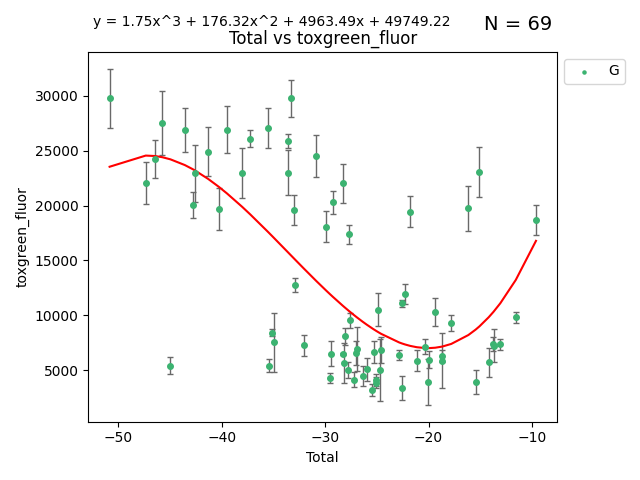 y = 1.75x^3 + 176.32x^2 + 4963.49x + 49749.22
N = 69
Total vs toxgreen_fluor
G
toxgreen_fluor
30000
25000
20000
15000
10000
5000
−50
−40
−30
−20
−10
Total